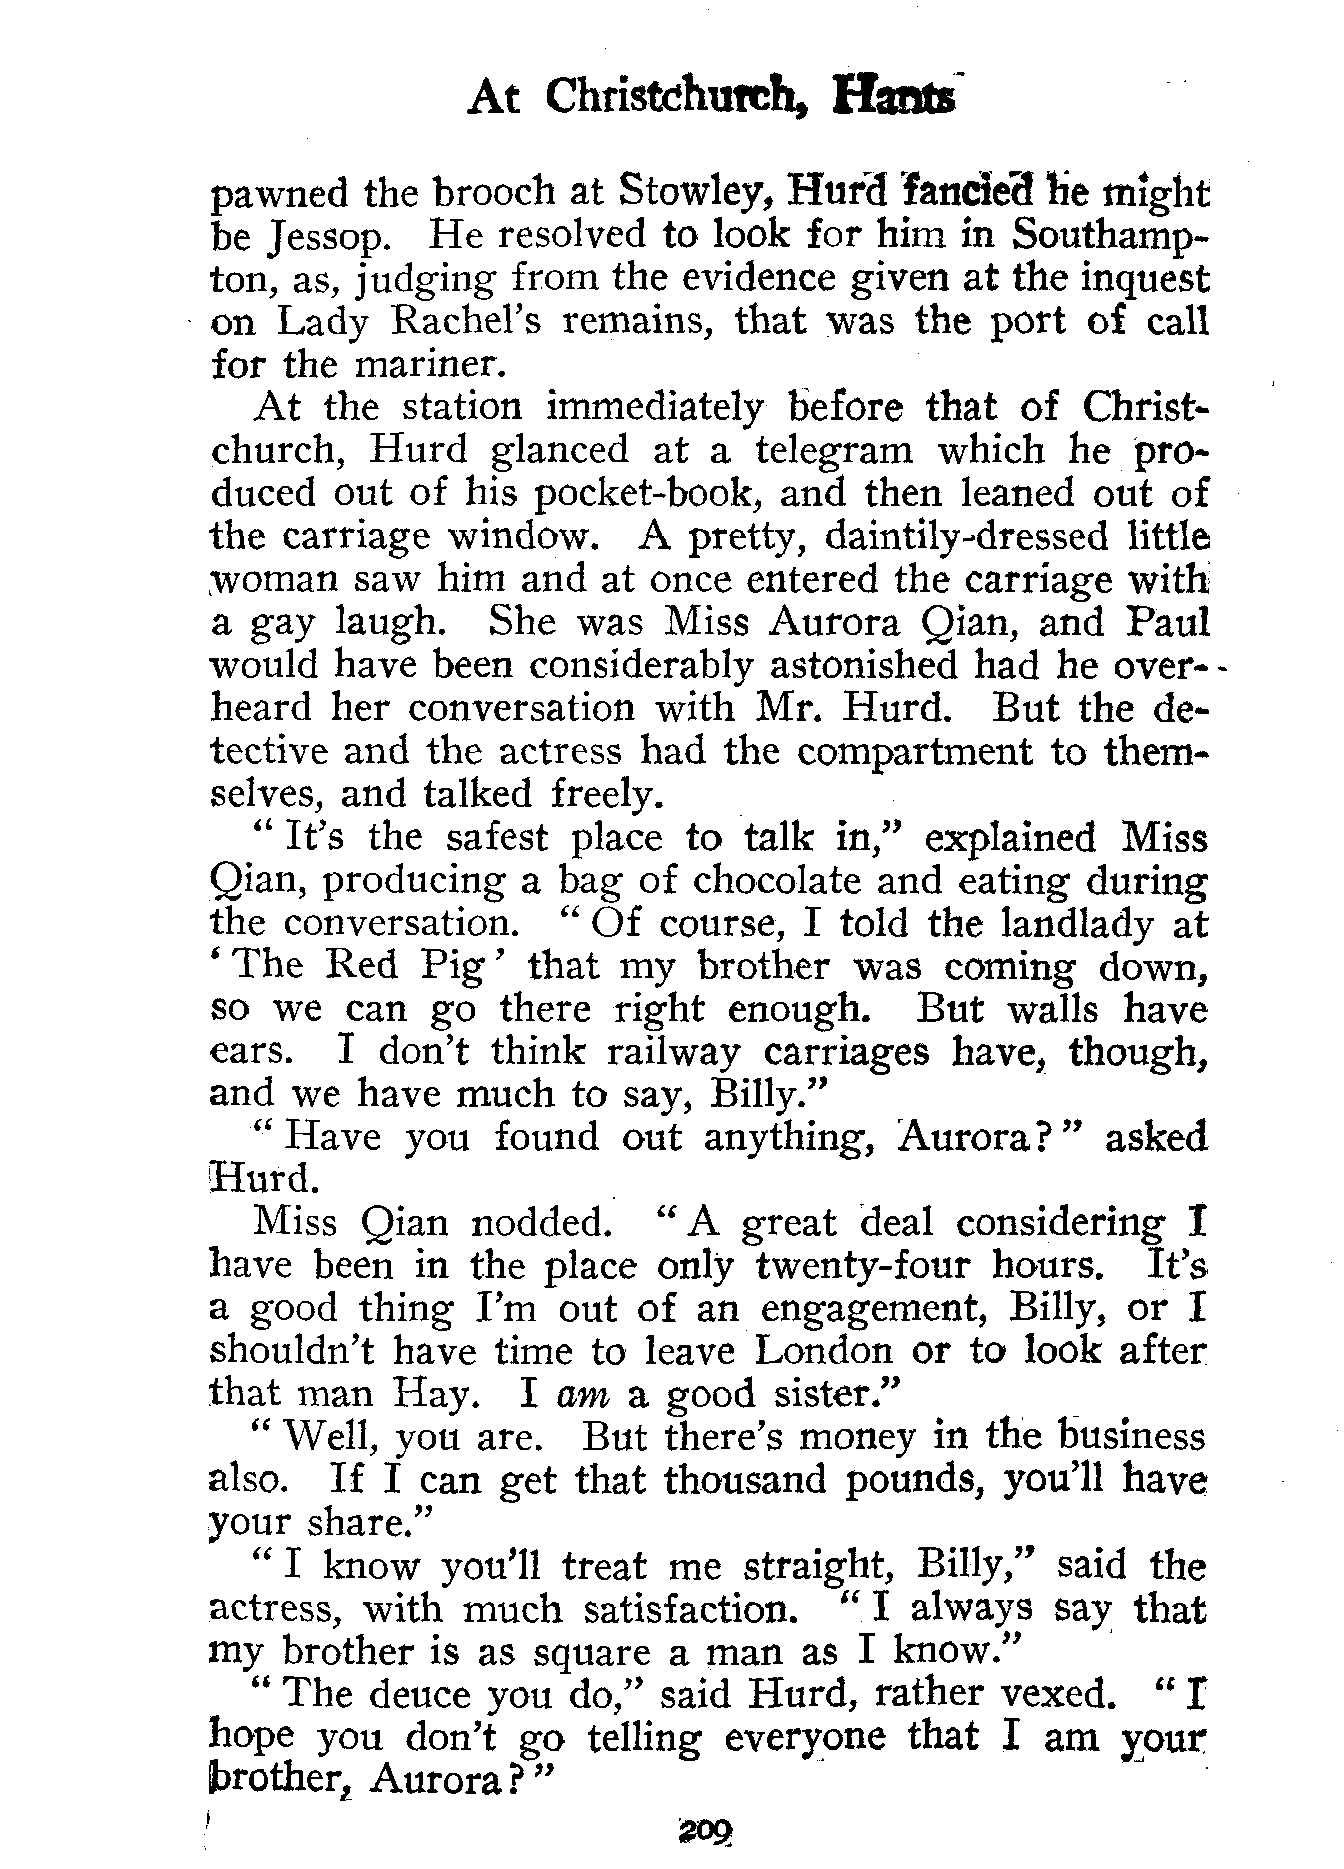 At Christchurch, Hants
pawned the brooch at Stowley, Hurd fancied he might
be Jessop. He resolved to look for him in Southamp-
ton, as, judging from the evidence given at the inquest
on Lady Rachel's remains, that was the port of call
for the mariner.
At the station immediately before that of Christ-
church, Hurd glanced at a telegram which he pro-
duced out of his pocket-book, and then leaned out of
the carriage window. A pretty, daintily-dressed little
woman saw him and at once entered the carriage with
a gay laugh. She was Miss Aurora Qian, and Paul
would have been considerably astonished had he over-
heard her conversation with Mr. Hurd. But the de-
tective and the actress had the compartment to them-
selves, and talked freely.
" It's the safest place to talk in," explained Miss
Qian, producing a bag of chocolate and eating during
the conversation. " Of course, I told the landlady at
' The Red Pig ' that my brother was coming down,
so we can go there right enough. But walls have
ears. I don't think railway carriages have, though,
and we have much to say, Billy."
" Have you found out anything, Aurora? " asked
Hurd.
Miss Qian nodded. " A great deal considering I
have been in the place only twenty-four hours. It's
a good thing I'm out of an engagement, Billy, or I
shouldn't have time to leave London or to look after
that man Hay. I am a good sister."
" Well, you are. But there's money in the business
also. If I can get that thousand pounds, you'll have
your share."
" I know you'll treat me straight, Billy," said the
actress, with much satisfaction. " I always say that
my brother is as square a man as I know."
" The deuce you do," said Hurd, rather vexed. " I
hope you don't go telling everyone that I am your
brother, Aurora? "
209